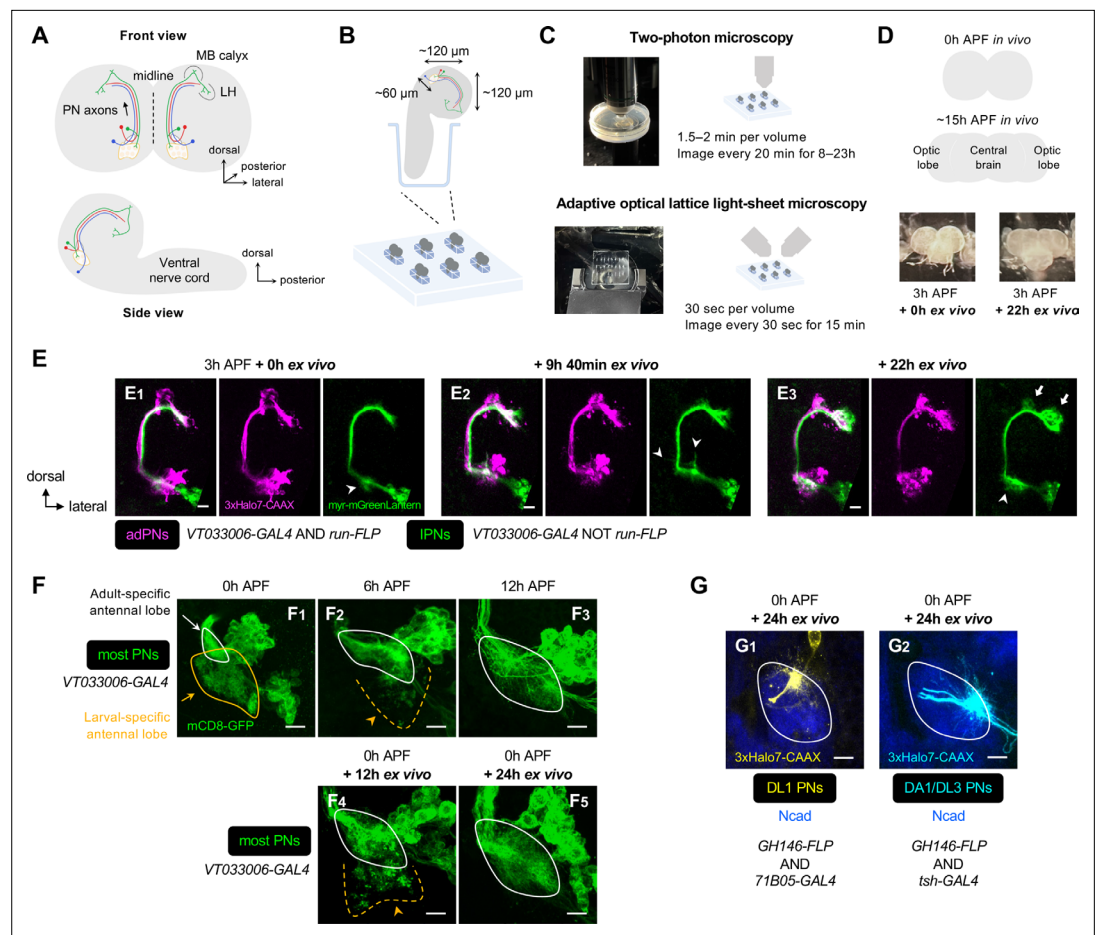 A
Front view
MB calyx
midline
LH
PN axons
dorsal
posterior
lateral
Ventral
nerve cord
dorsal
posterior
Side view
B
~120 µm
~60 µm
~120 µm
C
Two-photon microscopy
1.5–2 min per volume
Image every 20 min for 8–23h
Adaptive optical lattice light-sheet microscopy
30 sec per volume
Image every 30 sec for 15 min
D
0h APF in vivo
~15h APF in vivo
Optic
lobe
Central
brain
Optic
lobe
3h APF
+ 0h ex vivo
3h APF
+ 22h ex viva
E
3h APF + 0h ex vivo
+ 9h 40min ex vivo
+ 22h ex vivo
E1
E2
E3
dorsal
lateral
3xHalo7-CAAX
myr-mGreenLantern
adPNs
VT033006-GAL4 AND run-FLP
lPNs
VT033006-GAL4 NOT run-FLP
F
0h APF
6h APF
12h APF
Adult-specific
antennal lobe
F1
F2
F3
most PNs
VT033006-GAL4
Larval-specific
antennal lobe
mCD8-GFP
0h APF
+ 12h ex vivo
0h APF
+ 24h ex vivo
F4
F5
most PNs
VT033006-GAL4
G
0h APF
+ 24h ex vivo
0h APF
+ 24h ex vivo
G1
G2
3xHalo7-CAAX
3xHalo7-CAAX
DL1 PNs
DA1/DL3 PNs
Ncad
Ncad
GH146-FLP
AND
71B05-GAL4
GH146-FLP
AND
tsh-GAL4